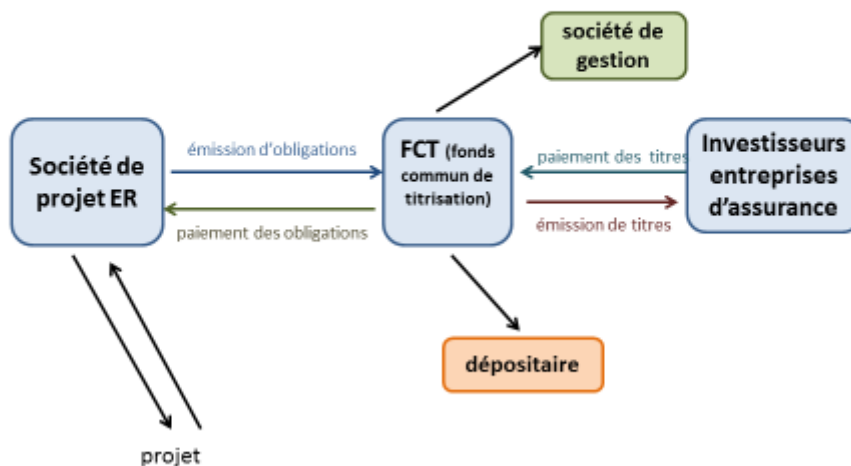 société de
gestion
Société de
projet ER
émission d'obligations
paiement des obligations
FCT (fonds
commun de
titrisation)
paiement des titres
émission de titres
Investisseurs
entreprises
d'assurance
dépositaire
projet